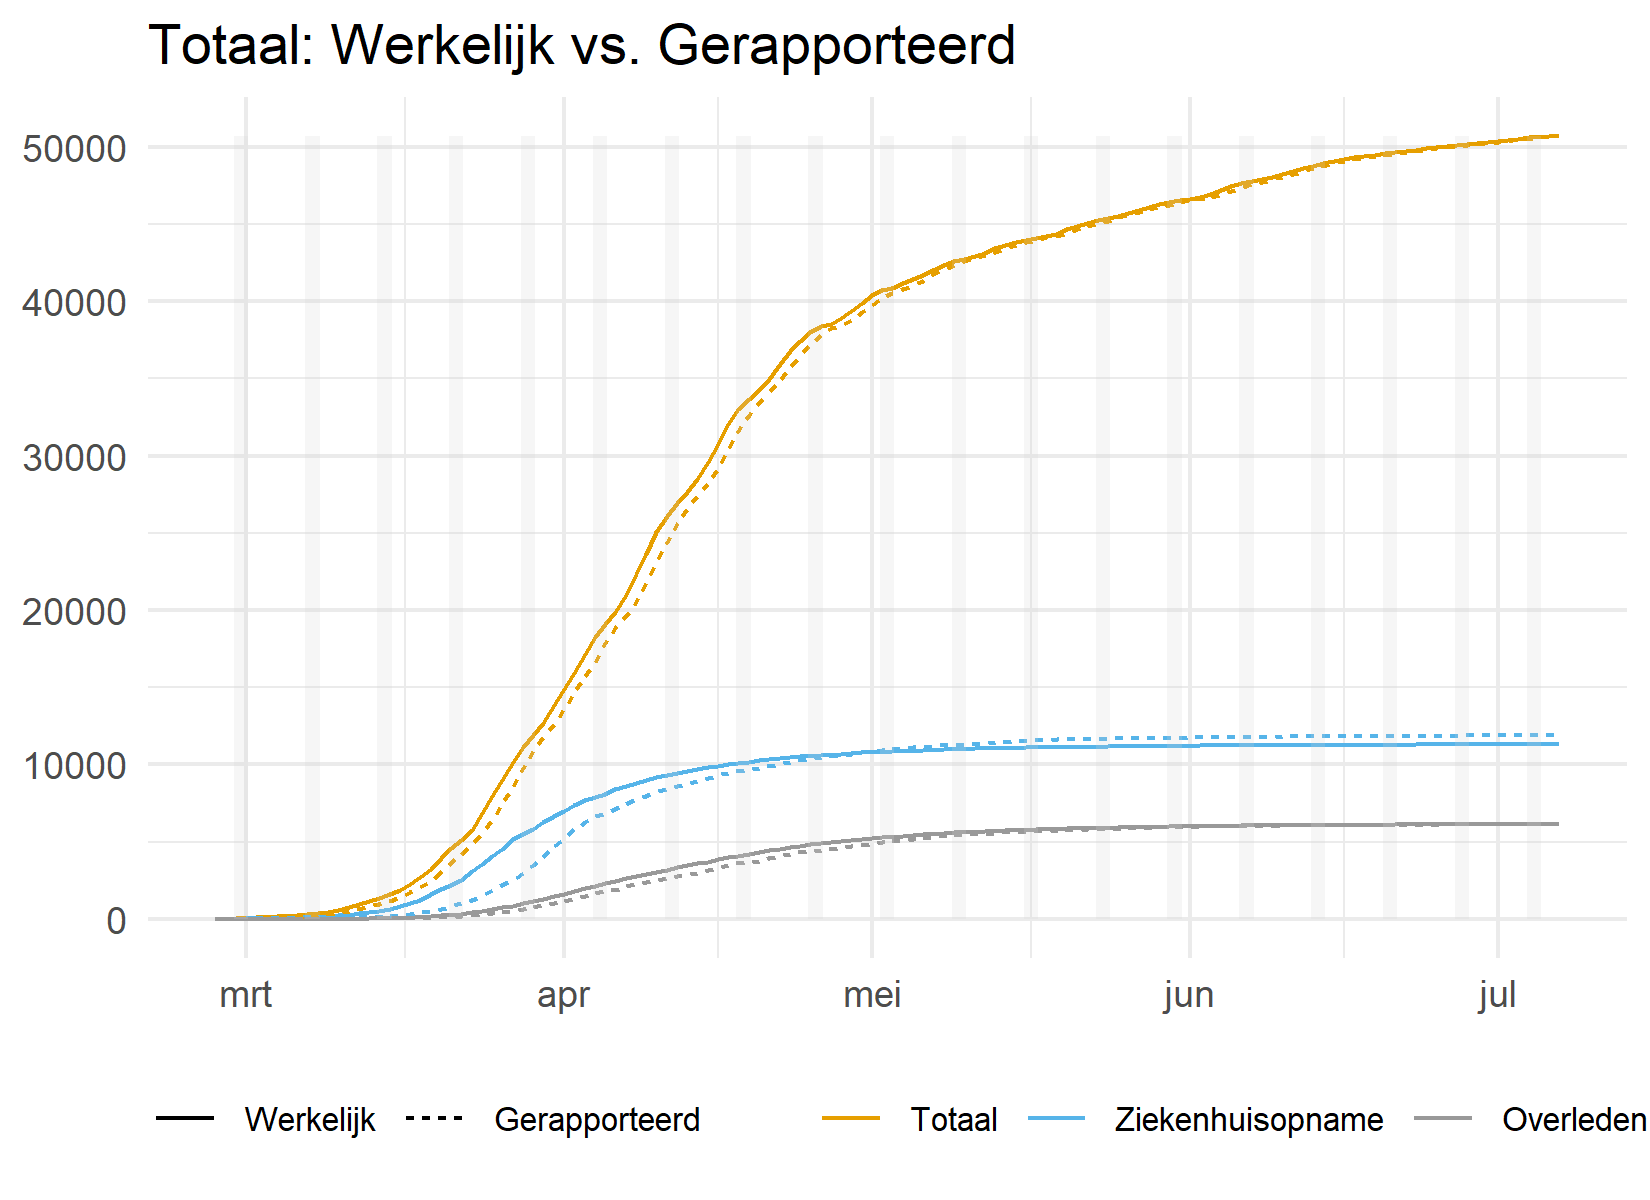 Totaal: Werkelijk vs. Gerapporteerd
50000
40000
30000
20000
10000
0
mrt apr mei jun jul
Werkelijk Gerapporteerd Totaal Ziekenhuisopname Overleden